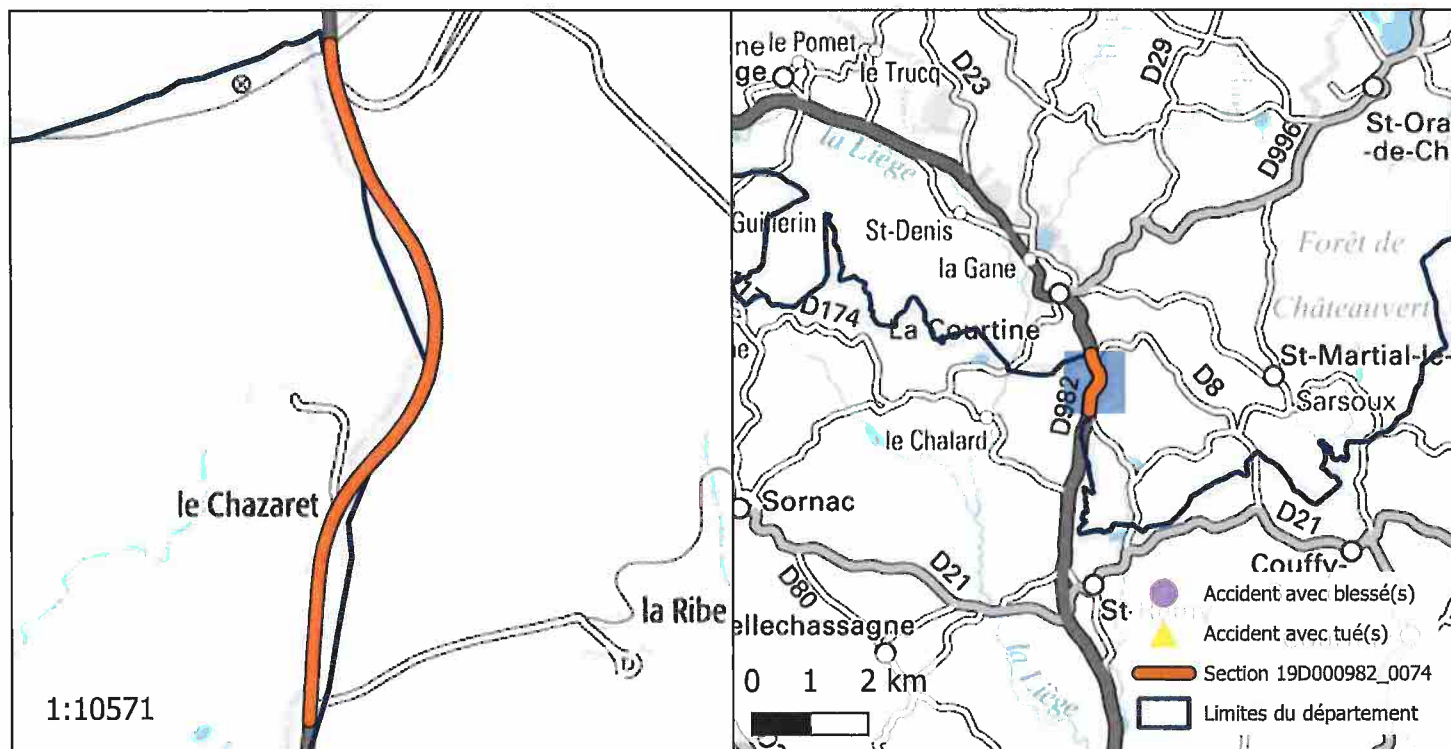 le Chazaret
la Ribe
1:10571
le Pomet
ge
le Trucq
D23
D29
la Liège
D996
St-Ora
-de-Ch
St-Denis
la Gane
Forêt de
Châteauvert
D174
La Courtine
St-Martial-le-
D982
D8
Sarsoux
le Chalard
Sornac
D21
D21
Couffy-
D80
ellechassagne
la Liège
St-
0 1 2 km
Accident avec blessé(s)
Accident avec tué(s)
Section 19D000982_0074
Limites du département